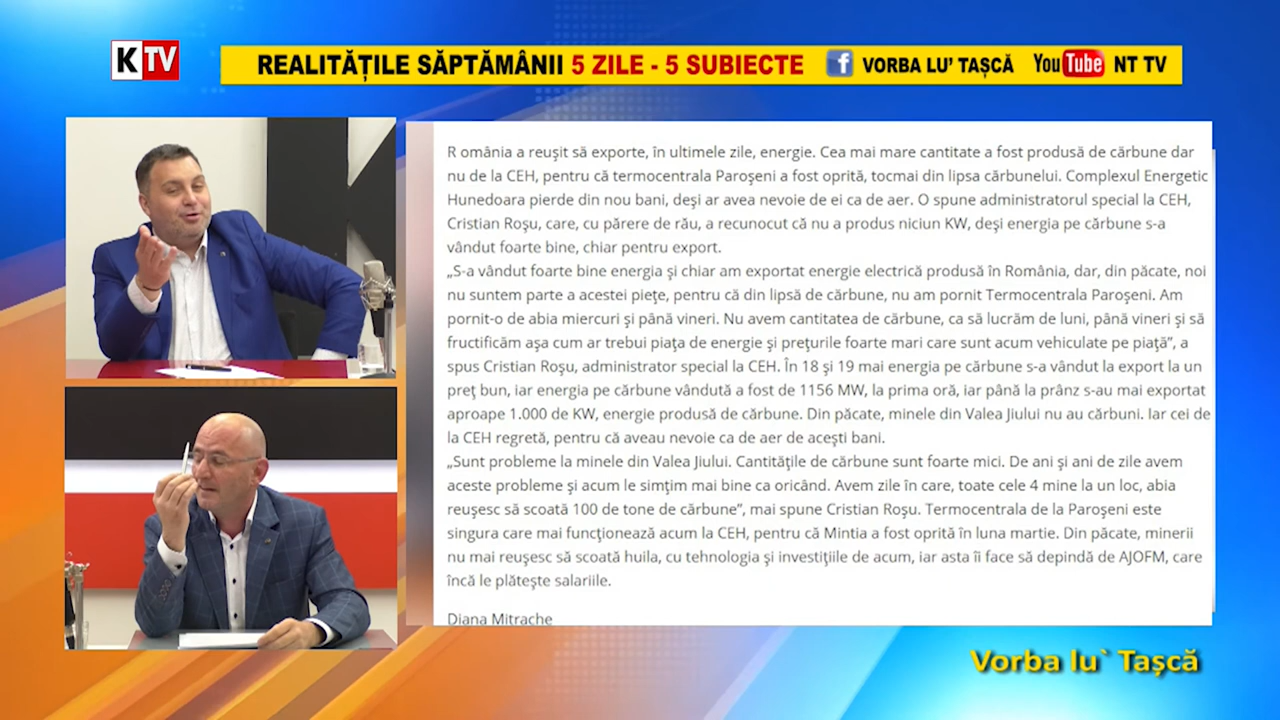 KTV
REALITĂȚILE SĂPTĂMÂNII 5 ZILE - 5 SUBIECTE f VORBA LU' TAȘCĂ YouTube NT TV
R omânia a reușit să exporte, în ultimele zile, energie. Cea mai mare cantitate a fost produsă de cărbune dar
nu de la CEH, pentru că termocentrala Paroșeni a fost oprită, tocmai din lipsa cărbunelui. Complexul Energetic
Hunedoara pierde din nou bani, deși ar avea nevoie de ei ca de aer. O spune administratorul special la CEH,
Cristian Roșu, care, cu părere de rău, a recunocut că nu a produs niciun KW, deși energia pe cărbune s-a
vândut foarte bine, chiar pentru export.
„S-a vândut foarte bine energia și chiar am exportat energie electrică produsă în România, dar, din păcate, noi
nu suntem parte a acestei piețe, pentru că din lipsă de cărbune, nu am pornit Termocentrala Paroșeni. Am
pornit-o de abia miercuri și până vineri. Nu avem cantitatea de cărbune, ca să lucrăm de luni, până vineri și să
fructificăm așa cum ar trebui piața de energie și prețurile foarte mari care sunt acum vehiculate pe piață”, a
spus Cristian Roșu, administrator special la CEH. În 18 și 19 mai energia pe cărbune s-a vândut la export la un
preț bun, iar energia pe cărbune vândută a fost de 1156 MW, la prima oră, iar până la prânz s-au mai exportat
aproape 1.000 de KW, energie produsă de cărbune. Din păcate, minele din Valea Jiului nu au cărbuni. Iar cei de
la CEH regretă, pentru că aveau nevoie ca de aer de acești bani.
„Sunt probleme la minele din Valea Jiului. Cantitățile de cărbune sunt foarte mici. De ani și ani de zile avem
aceste probleme și acum le simțim mai bine ca oricând. Avem zile în care, toate cele 4 mine la un loc, abia
reușesc să scoată 100 de tone de cărbune”, mai spune Cristian Roșu. Termocentrala de la Paroșeni este
singura care mai funcționează acum la CEH, pentru că Mintia a fost oprită în luna martie. Din păcate, minerii
nu mai reușesc să scoată huila, cu tehnologia și investițiile de acum, iar asta îi face să depindă de AJOFM, care
încă le plătește salariile.
Diana Mitrache
Vorba lu` Tașcă